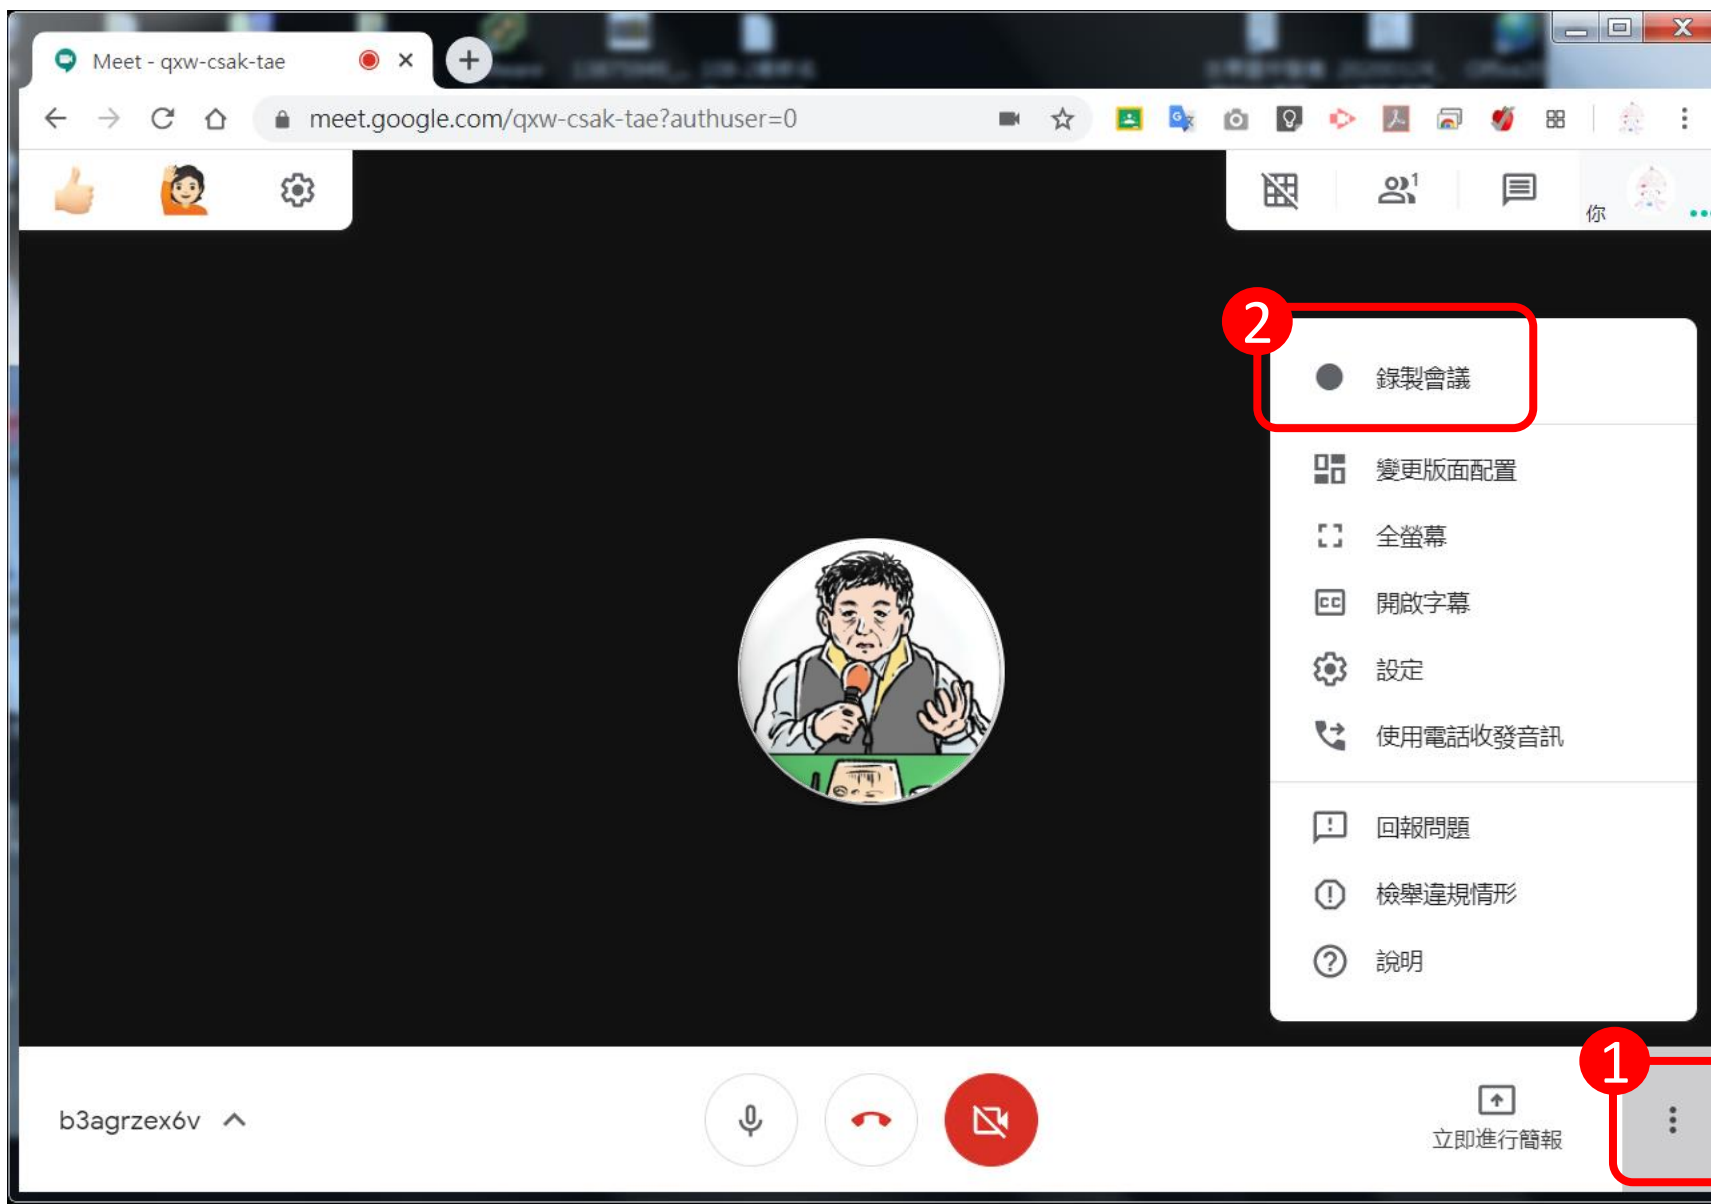 Meet - qxw-csak-tae
meet.google.com/qxw-csak-tae?authuser=0
1
你
2
錄製會議
變更版面配置
全螢幕
CC
開啟字幕
設定
使用電話收發音訊
回報問題
檢舉違規情形
說明
1
b3agrzex6v
立即進行簡報